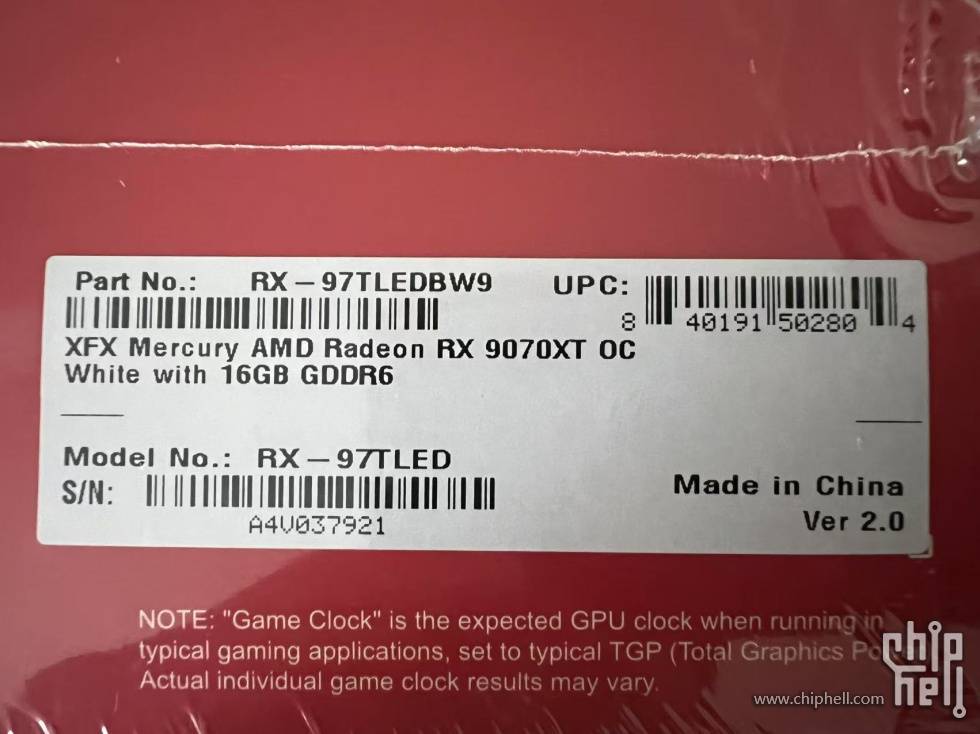 Part No.: RX-97TLEDBW9
UPC:
8 40191 50280 4
XFX Mercury AMD Radeon RX 9070XT OC
White with 16GB GDDR6
Model No.: RX-97TLED
S/N:
A4V037921
Made in China
Ver 2.0
NOTE: "Game Clock" is the expected GPU clock when running in
typical gaming applications, set to typical TGP (Total Graphics
Actual individual game clock results may vary.
www.chiphell.com
chip
hell